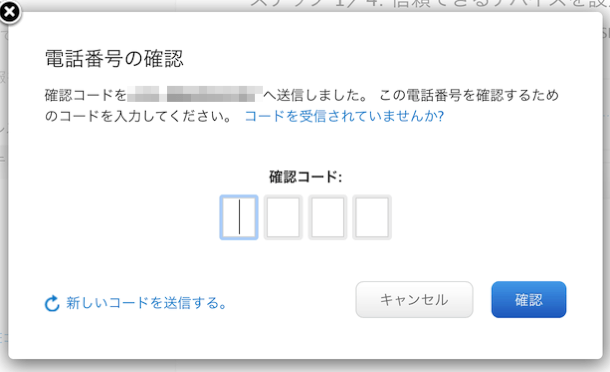 ステップ 1／4: 信頼できるデバイスを設
電話番号の確認
確認コードをへ送信しました。 この電話番号を確認するため
のコードを入力してください。 コードを受信されていませんか?
確認コード:
新しいコードを送信する。
キャンセル
確認